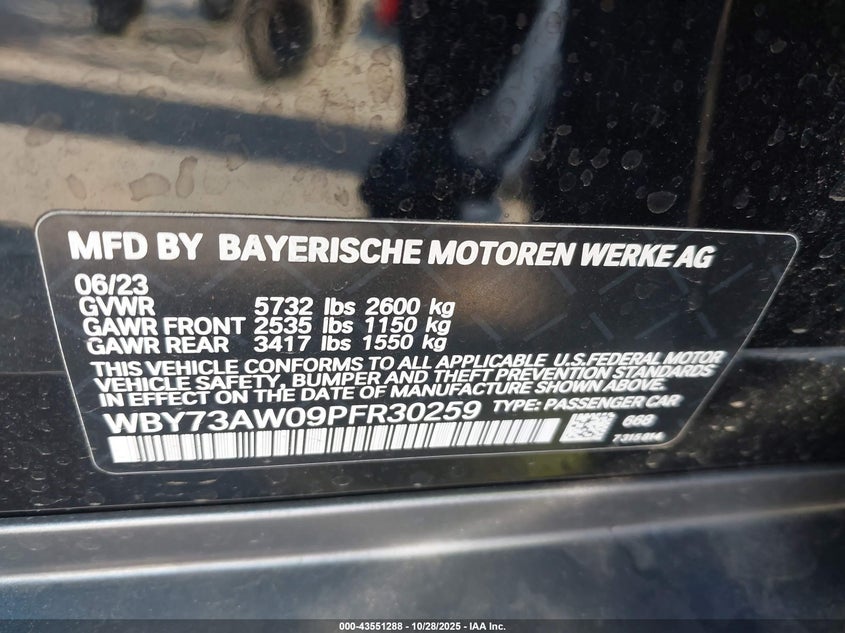 MFD BY BAYERISCHE MOTOREN WERKE AG
06/23
GVWR 5732 lbs 2600 kg
GAWR FRONT 2535 lbs 1150 kg
GAWR REAR 3417 lbs 1550 kg
THIS VEHICLE CONFORMS TO ALL APPLICABLE U.S.FEDERAL MOTOR
VEHICLE SAFETY, BUMPER AND THEFT PREVENTION STANDARDS
IN EFFECT ON THE DATE OF MANUFACTURE SHOWN ABOVE.
WBY73AW09PFR30259 TYPE: PASSENGER CAR
668
000-43551288 | 10/28/2025 - IAA Inc.